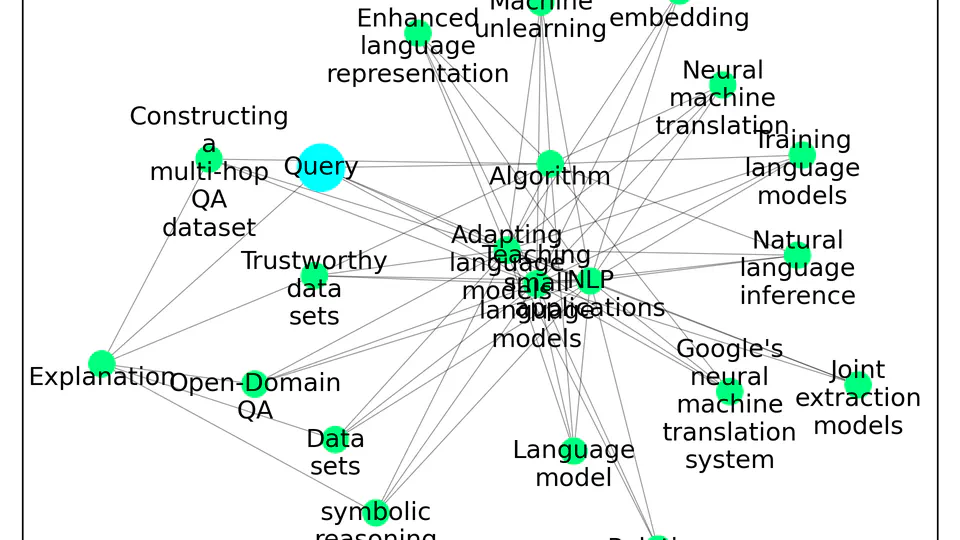 Machine
unlearning
embedding
Enhanced
language
representation
Neural
machine
translation
Constructing
a
multi-hop
QA
dataset
Query
Algorithm
Training
language
models
Adapting
language
models
Teaching
small
language
models
NLP
applications
Natural
language
inference
Trustworthy
data
sets
Explanation
Open-Domain
QA
Google's
neural
machine
translation
system
Joint
extraction
models
Data
sets
Language
model
symbolic
reasoning